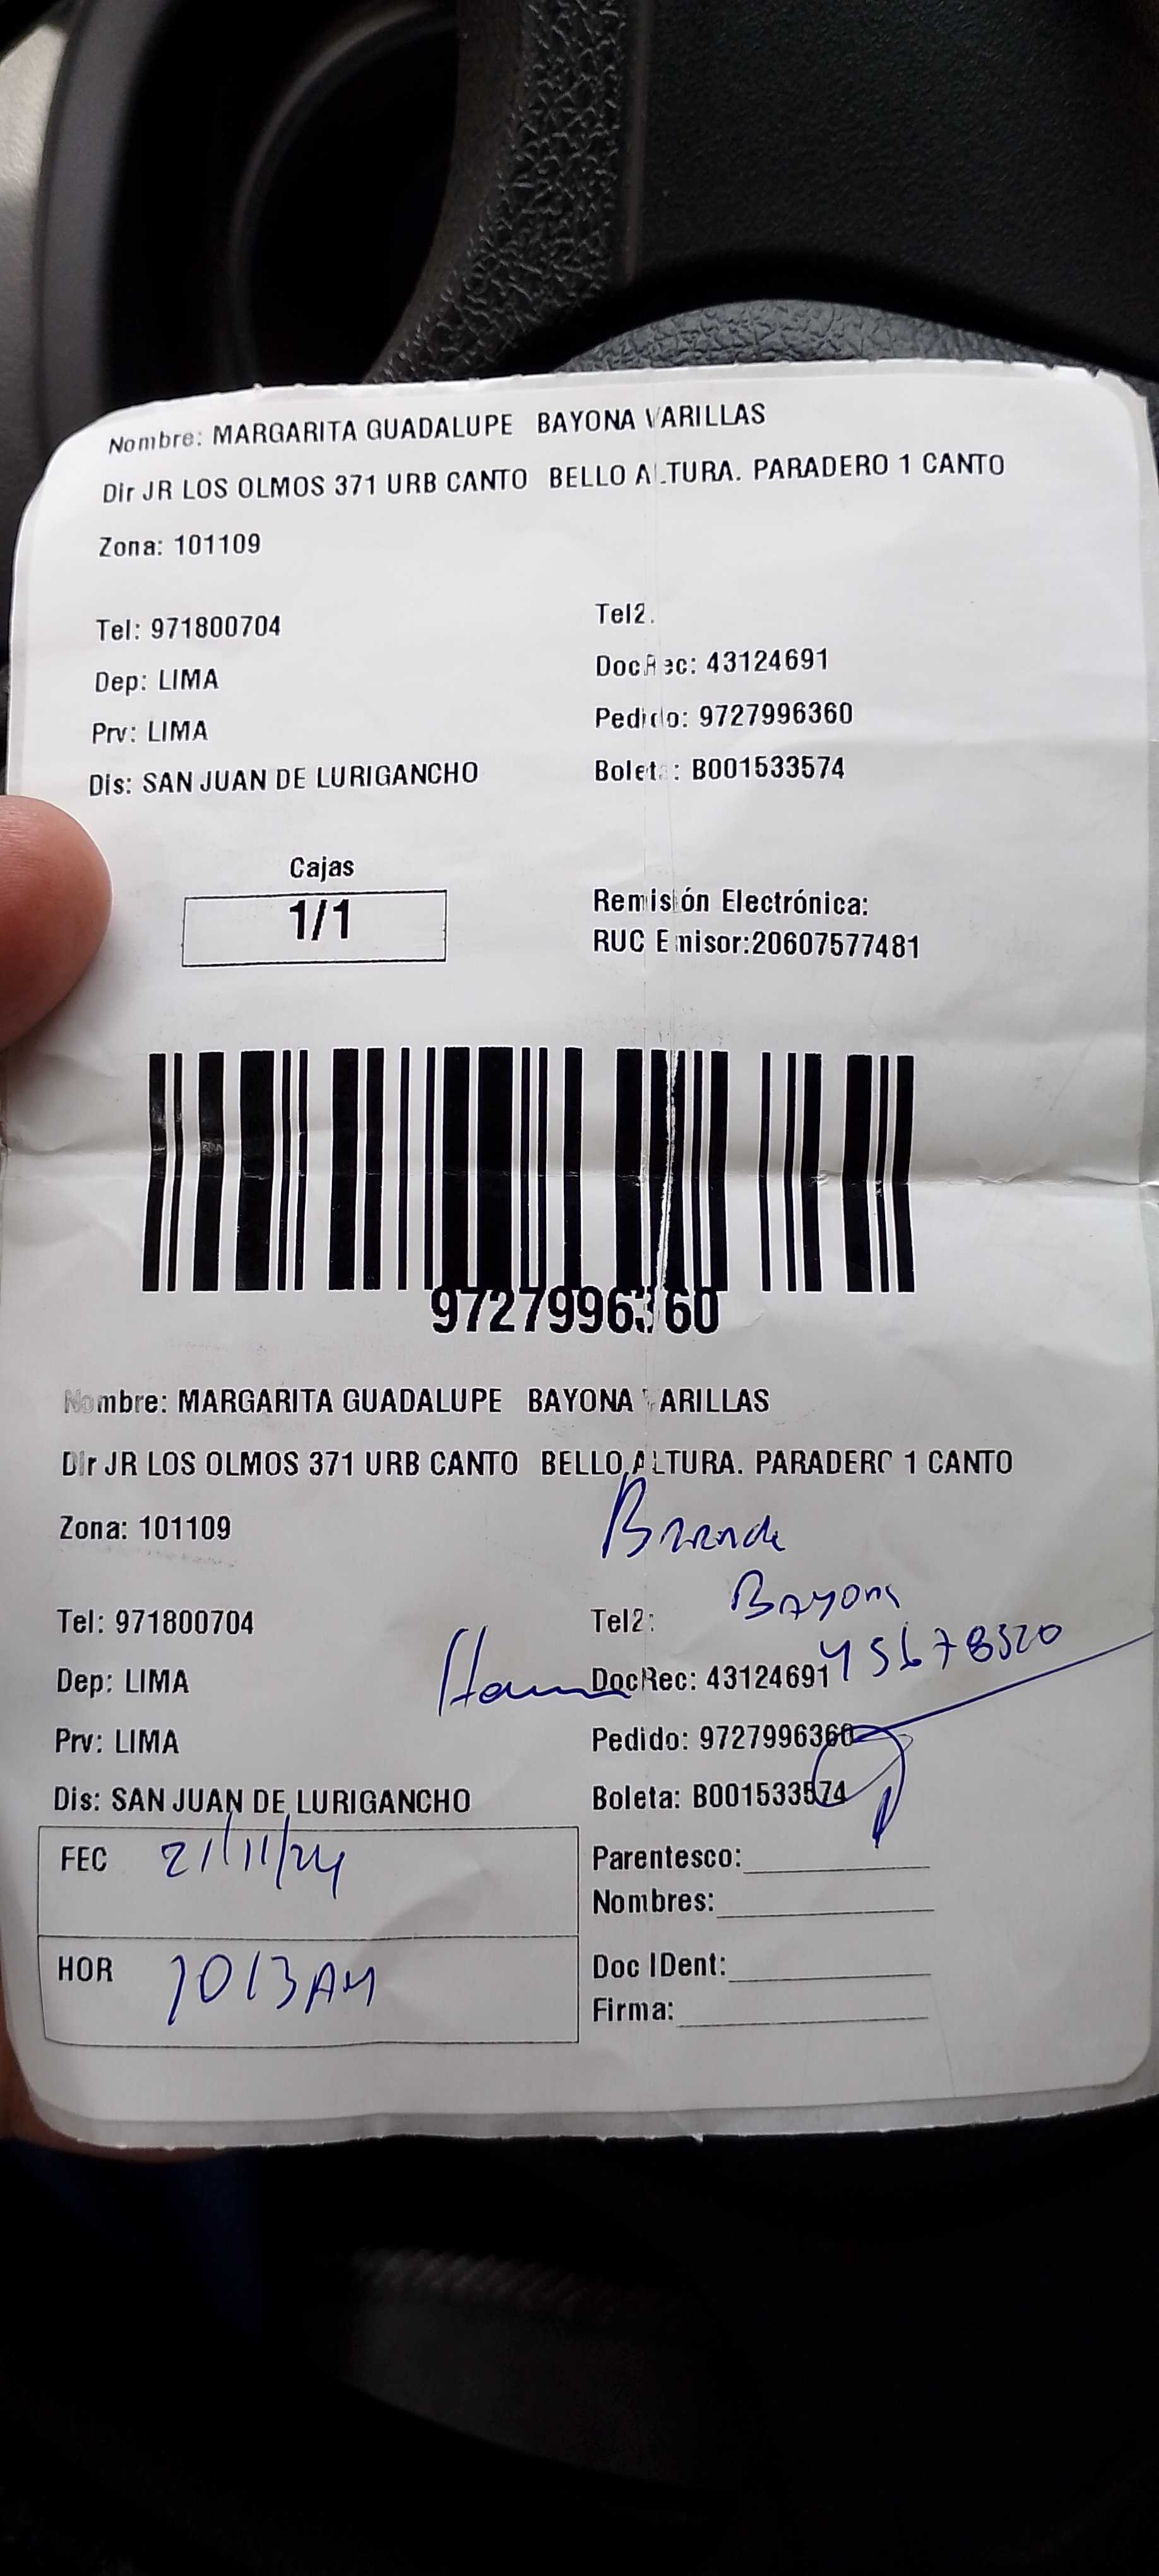 Nombre: MARGARITA GUADALUPE BAYONA VARILLAS
Dir JR LOS OLMOS 371 URB CANTO BELLO ALTURA. PARADERO 1 CANTO
Zona: 101109
Tel: 971800704 Tel2.
Dep: LIMA DocRec: 43124691
Prv: LIMA Pedido: 9727996360
Dis: SAN JUAN DE LURIGANCHO Boleta: B001533574
Cajas
1/1
Remisión Electrónica:
RUC Emisor:20607577481
9727996360
Nombre: MARGARITA GUADALUPE BAYONA VARILLAS
Dir JR LOS OLMOS 371 URB CANTO BELLO ALTURA. PARADERO 1 CANTO
Zona: 101109
Bayona
Tel: 971800704 Tel2:
45678520
Dep: LIMA DocRec: 43124691
Prv: LIMA Pedido: 9727996360
Dis: SAN JUAN DE LURIGANCHO Boleta: B001533574
FEC 21/11/24
Parentesco:
Nombres:
HOR 1013AM
Doc IDent:
Firma: